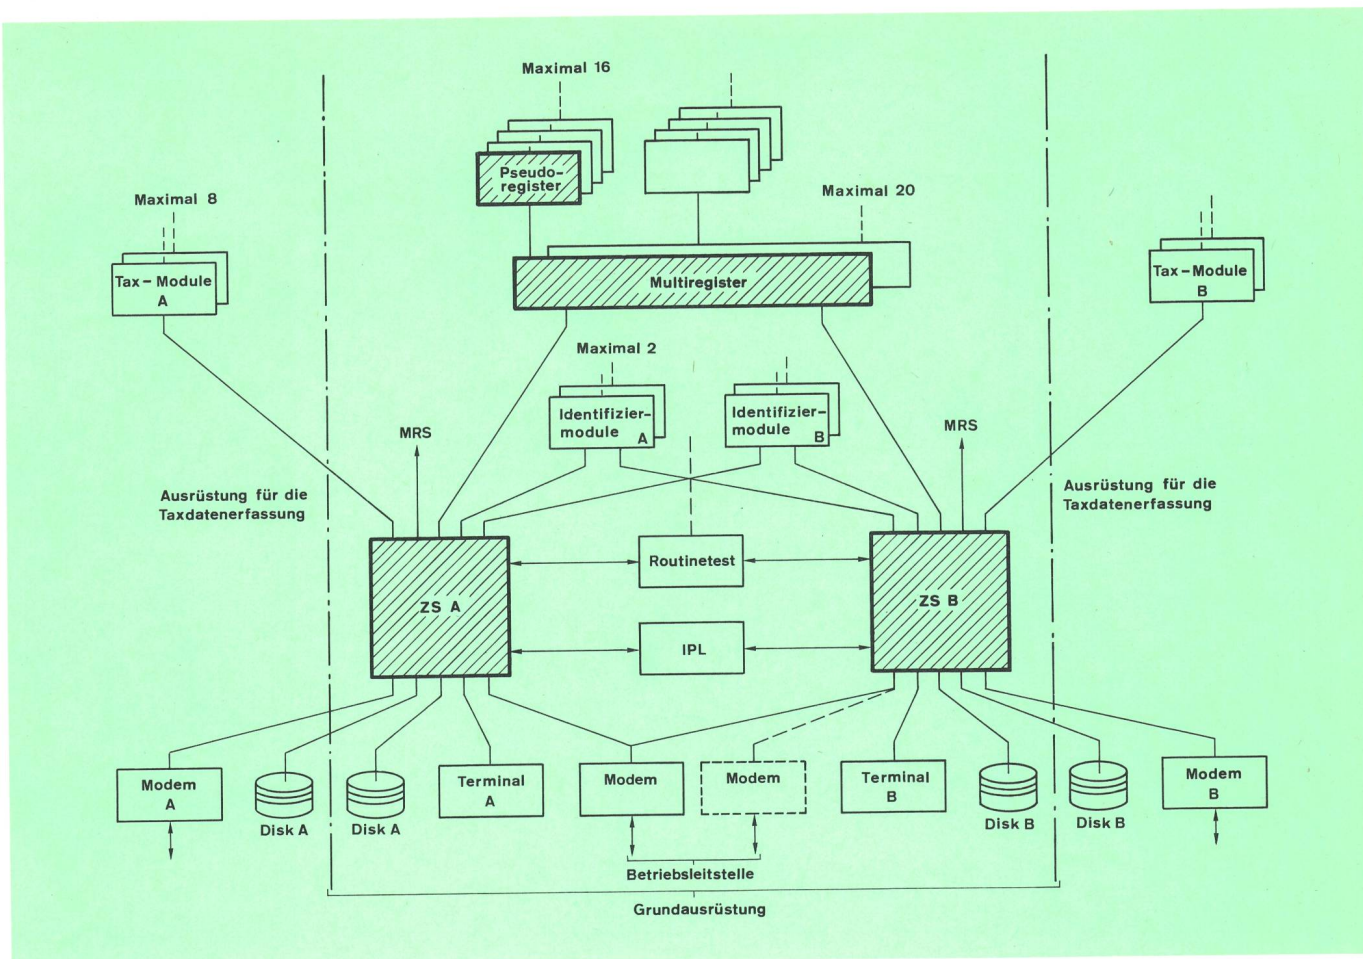 Maximal 16
Pseudo-
register
Maximal 20
Maximal 8
Tax-Module
A
Tax-Module
B
Multiregister
Maximal 2
Identifizier-
module
A
Identifizier-
module
B
MRS
MRS
Ausrüstung für die
Taxdatenerfassung
Ausrüstung für die
Taxdatenerfassung
Routinetest
ZS A
ZS B
IPL
Modem
A
Disk A
Disk A
Terminal
A
Modem
Modem
Terminal
B
Disk B
Disk B
Modem
B
Betriebsleitstelle
Grundausrüstung